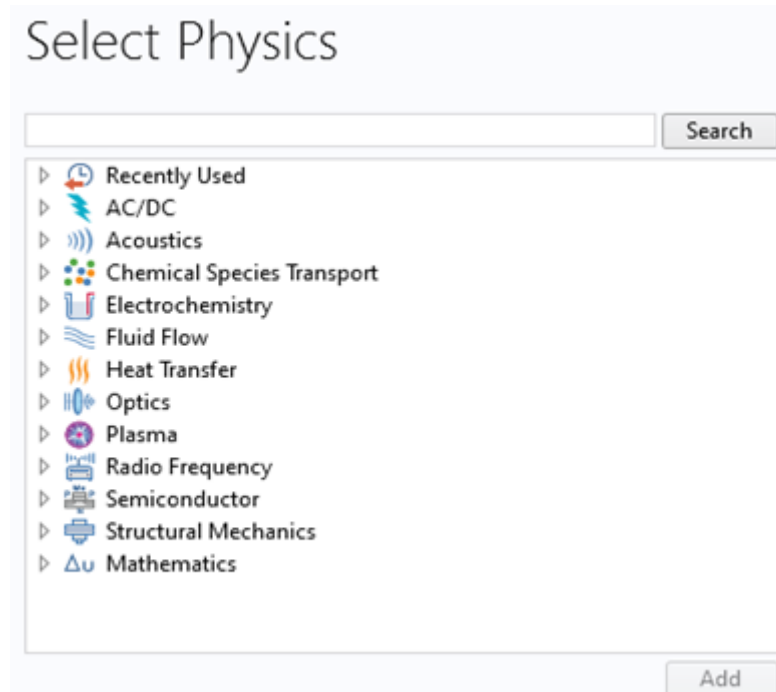 Select Physics
Search
Recently Used
AC/DC
Acoustics
Chemical Species Transport
Electrochemistry
Fluid Flow
Heat Transfer
Optics
Plasma
Radio Frequency
Semiconductor
Structural Mechanics
Δu Mathematics
Add